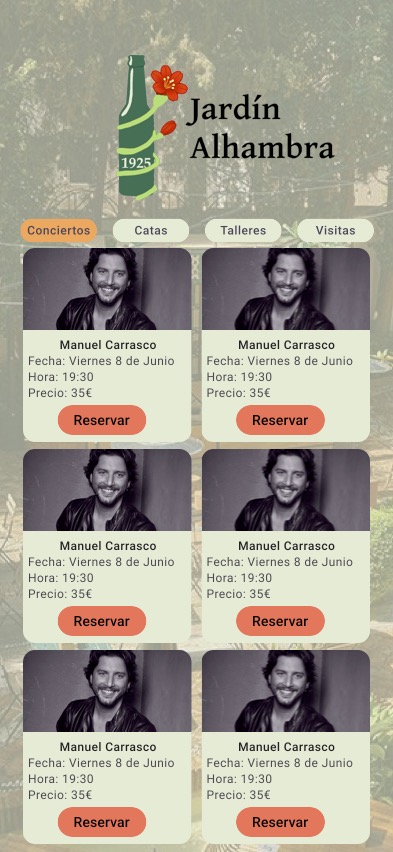 1925
Jardín
Alhambra
Conciertos Catas Talleres Visitas
Manuel Carrasco
Fecha: Viernes 8 de Junio
Hora: 19:30
Precio: 35€
Reservar
Manuel Carrasco
Fecha: Viernes 8 de Junio
Hora: 19:30
Precio: 35€
Reservar
Manuel Carrasco
Fecha: Viernes 8 de Junio
Hora: 19:30
Precio: 35€
Reservar
Manuel Carrasco
Fecha: Viernes 8 de Junio
Hora: 19:30
Precio: 35€
Reservar
Manuel Carrasco
Fecha: Viernes 8 de Junio
Hora: 19:30
Precio: 35€
Reservar
Manuel Carrasco
Fecha: Viernes 8 de Junio
Hora: 19:30
Precio: 35€
Reservar